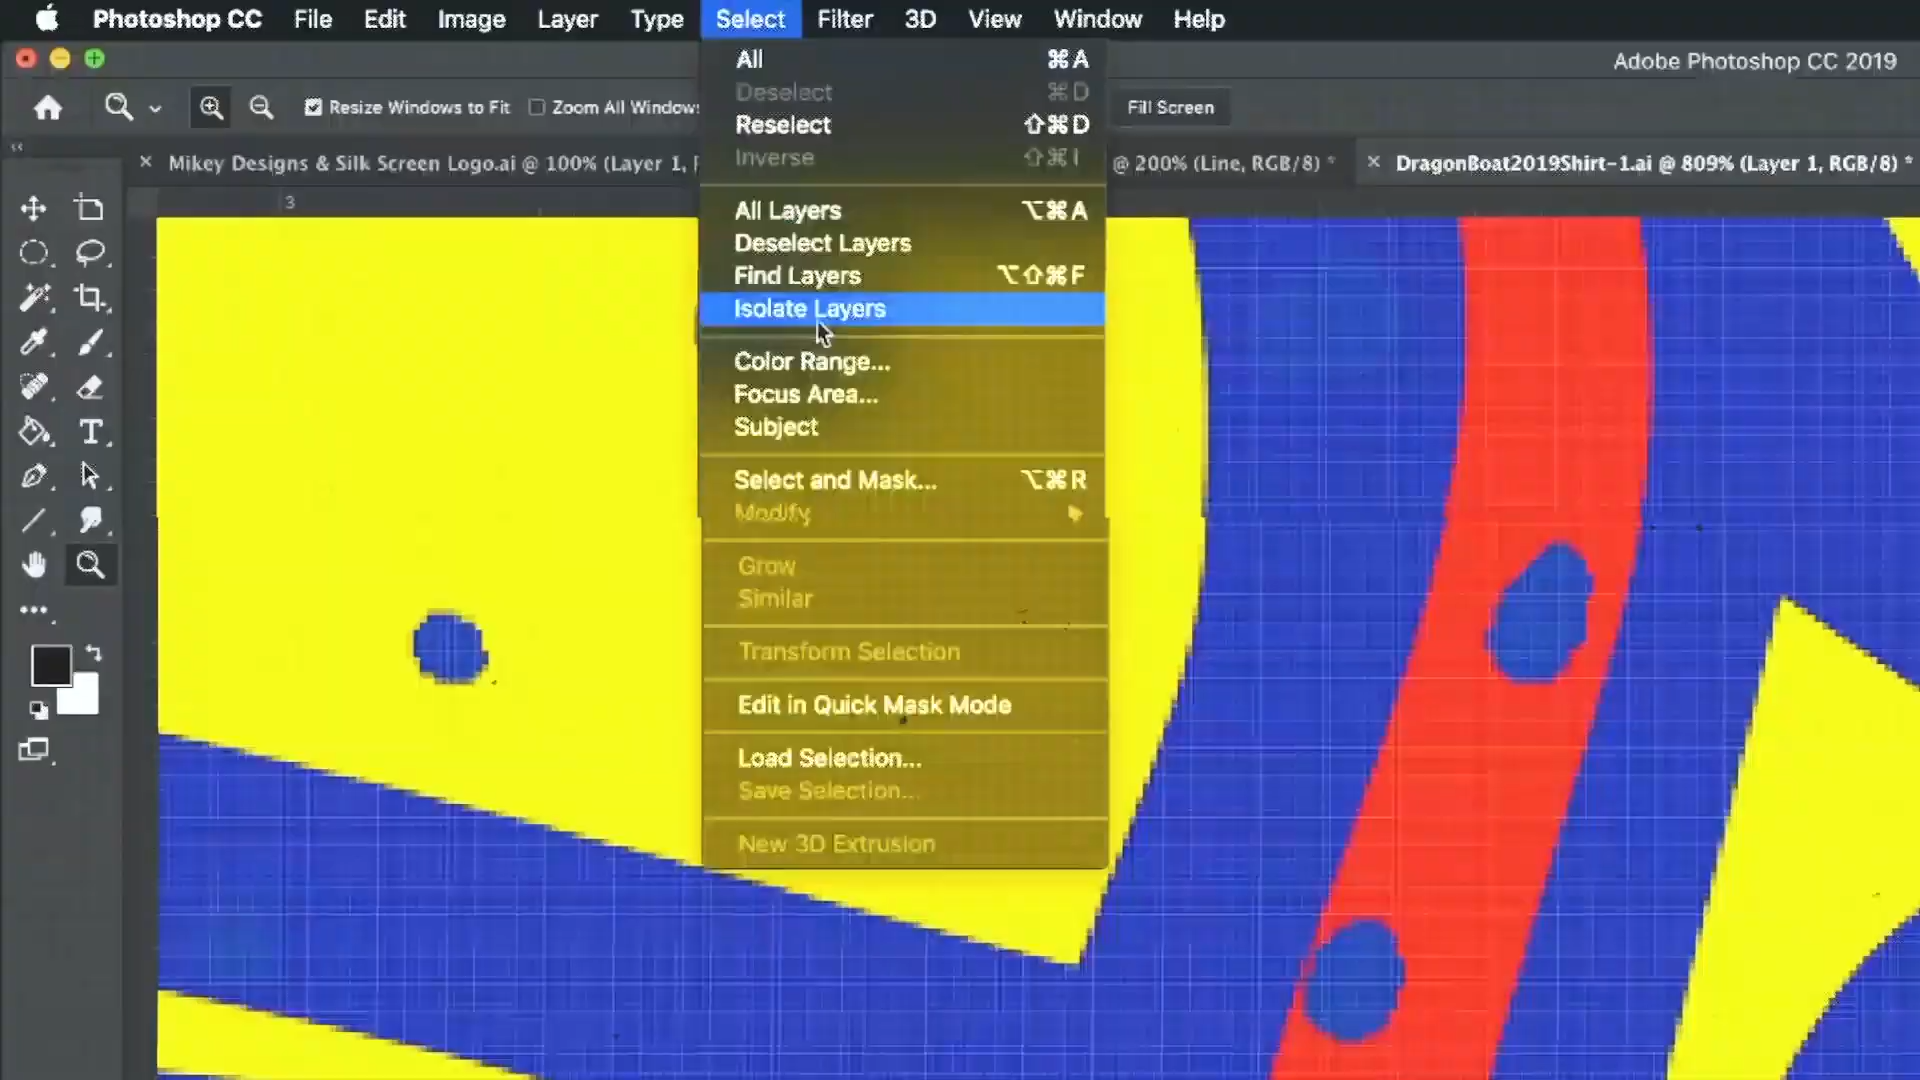 Photoshop CC File Edit Image Layer Type Select Filter 3D View Window Help
Adobe Photoshop CC 2019
Resize Windows to Fit Zoom All Windows Fill Screen
Mikey Designs & Silk Screen Logo.ai @ 100% (Layer 1, @ 200% (Line, RGB/8) * DragonBoat2019Shirt-1.ai @ 809% (Layer 1, RGB/8) *
3
All ⌘A
Deselect ⌘D
Reselect ⇧⌘D
Inverse ⇧⌘I
All Layers ⌥⌘A
Deselect Layers
Find Layers ⌥⇧⌘F
Isolate Layers
Color Range...
Focus Area...
Subject
Select and Mask... ⌥⌘R
Modify
Grow
Similar
Transform Selection
Edit in Quick Mask Mode
Load Selection...
Save Selection...
New 3D Extrusion